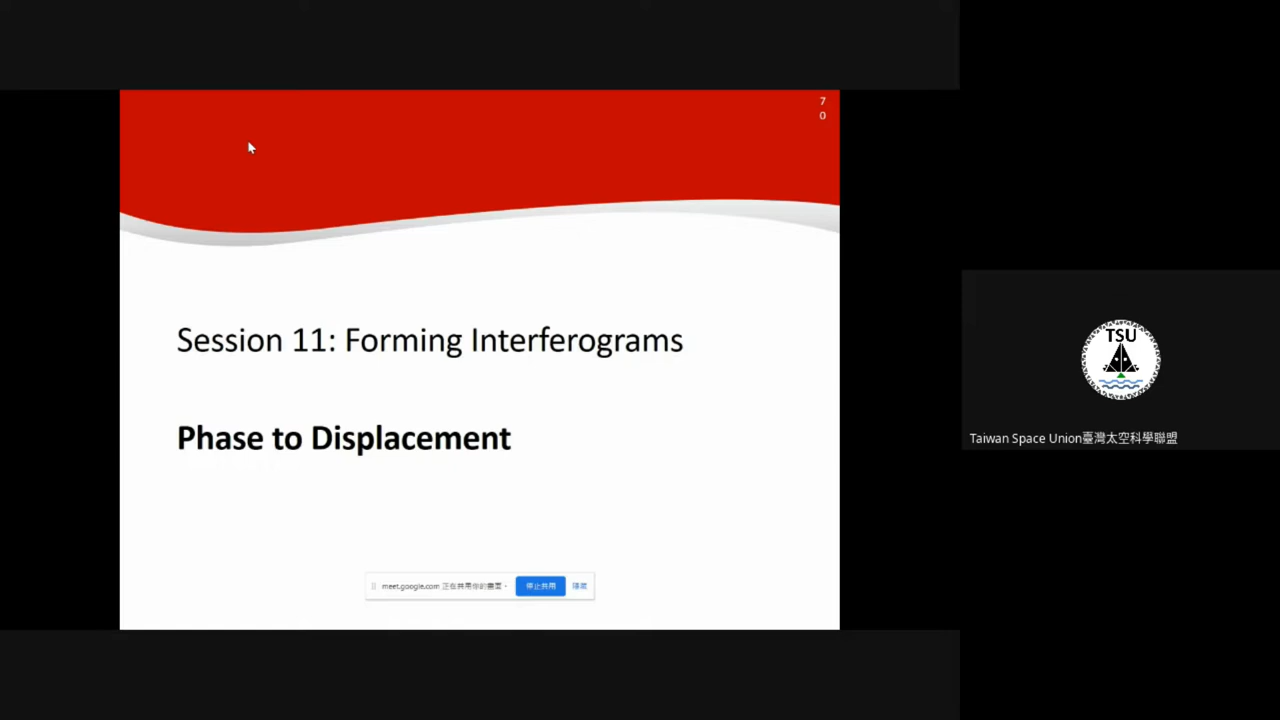 7
0
Session 11: Forming Interferograms
Phase to Displacement
meet.google.com 正在共用你的畫面。
停止共用
隱藏
TSU
Taiwan Space Union臺灣太空科學聯盟